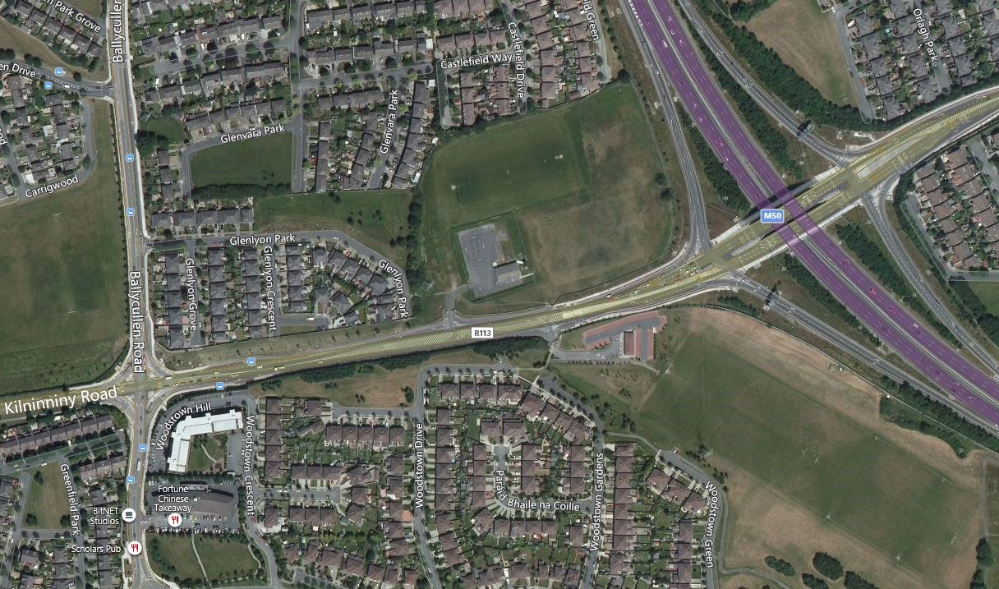 Park Grove
Ballycullen
Castlefield Way
Castlefield Drive
Orlagh Park
Drive
Glenvara Park
Glenvara Park
Carrigwood
M50
Glenlyon Park
Glenlyon Grove
Glenlyon Crescent
Glenlyon Park
Ballycullen Road
R113
Kilninniny Road
Woodstown Hill
Woodstown Crescent
Woodstown Drive
Woodstown Gardens
Paráid Bhaile na Coille
Woodstown Green
Greenfield Park
Fortune
Chinese
Takeaway
BitNET
Studios
Scholars Pub